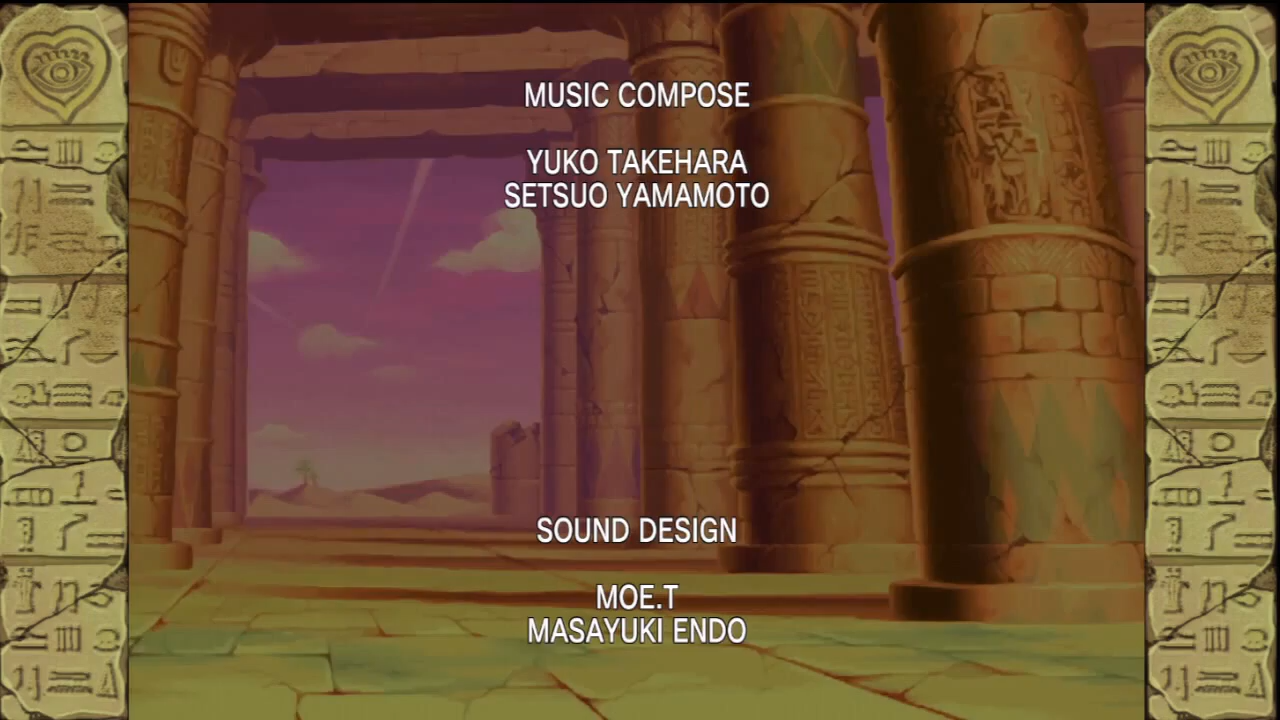 MUSIC COMPOSE
YUKO TAKEHARA
SETSUO YAMAMOTO
SOUND DESIGN
MOE.T
MASAYUKI ENDO